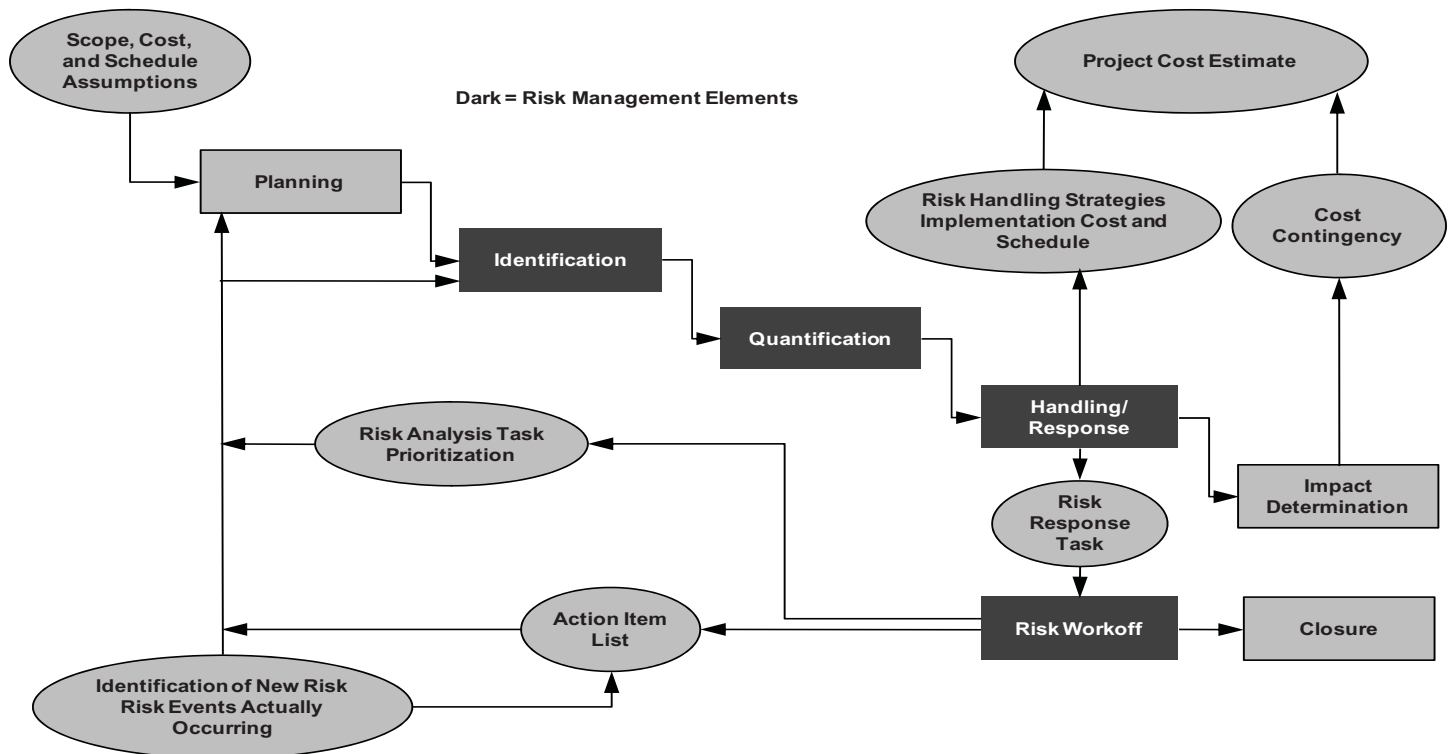 Scope, Cost,
and Schedule
Assumptions
Project Cost Estimate
Dark = Risk Management Elements
Planning
Risk Handling Strategies
Implementation Cost and
Schedule
Cost
Contingency
Identification
Quantification
Handling/
Response
Risk Analysis Task
Prioritization
Impact
Determination
Risk
Response
Task
Action Item
List
Risk Workoff
Closure
Identification of New Risk
Risk Events Actually
Occurring